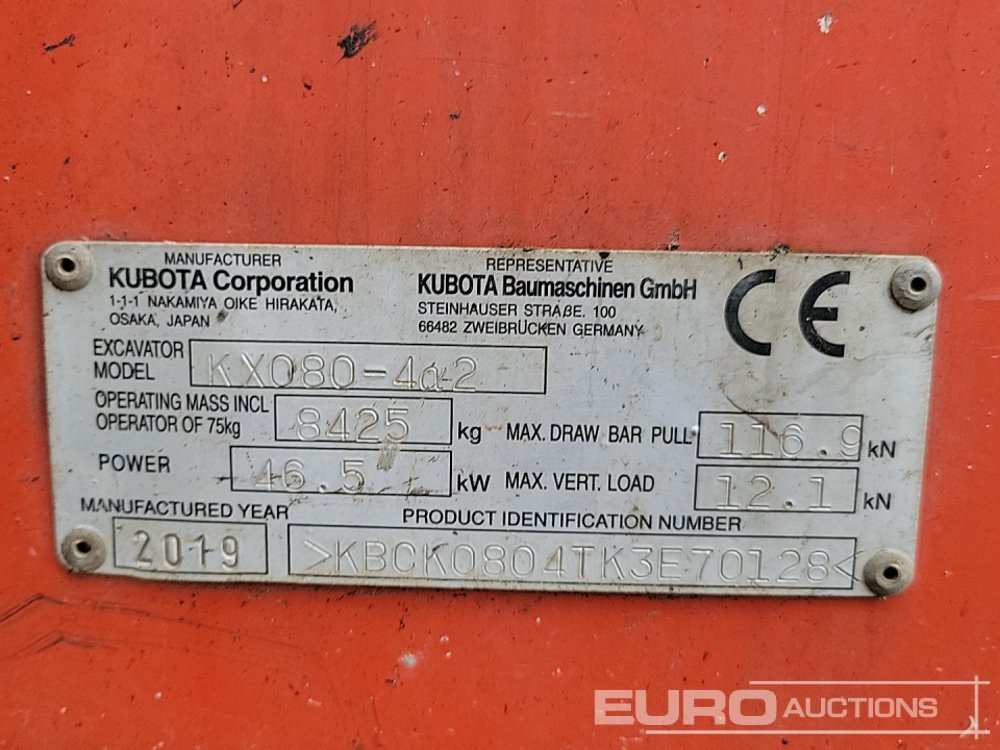 MANUFACTURER
KUBOTA Corporation
1-1-1 NAKAMIYA OIKE HIRAKATA,
OSAKA, JAPAN
REPRESENTATIVE
KUBOTA Baumaschinen GmbH
STEINHAUSER STRAßE. 100
66482 ZWEIBRÜCKEN GERMANY
CE
EXCAVATOR MODEL KX080-4α2
OPERATING MASS INCL OPERATOR OF 75kg 8425 kg
MAX. DRAW BAR PULL 116.9 kN
POWER 46.5 kW
MAX. VERT. LOAD 12.1 kN
MANUFACTURED YEAR
2019
PRODUCT IDENTIFICATION NUMBER
>KBCK0804TK3E70128<
EURO AUCTIONS